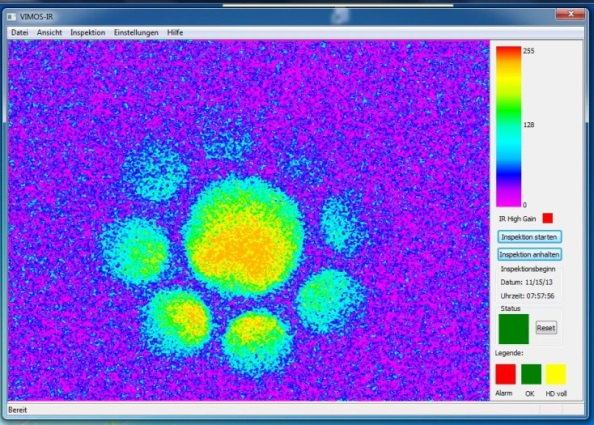 VIMOS-IR
Datei Ansicht Inspektion Einstellungen Hilfe
255
128
0
IR High Gain
Inspektion starten
Inspektion anhalten
Inspektionsbeginn
Datum: 11/15/13
Uhrzeit: 07:57:56
Status
Reset
Legende:
Alarm OK HD voll
Bereit